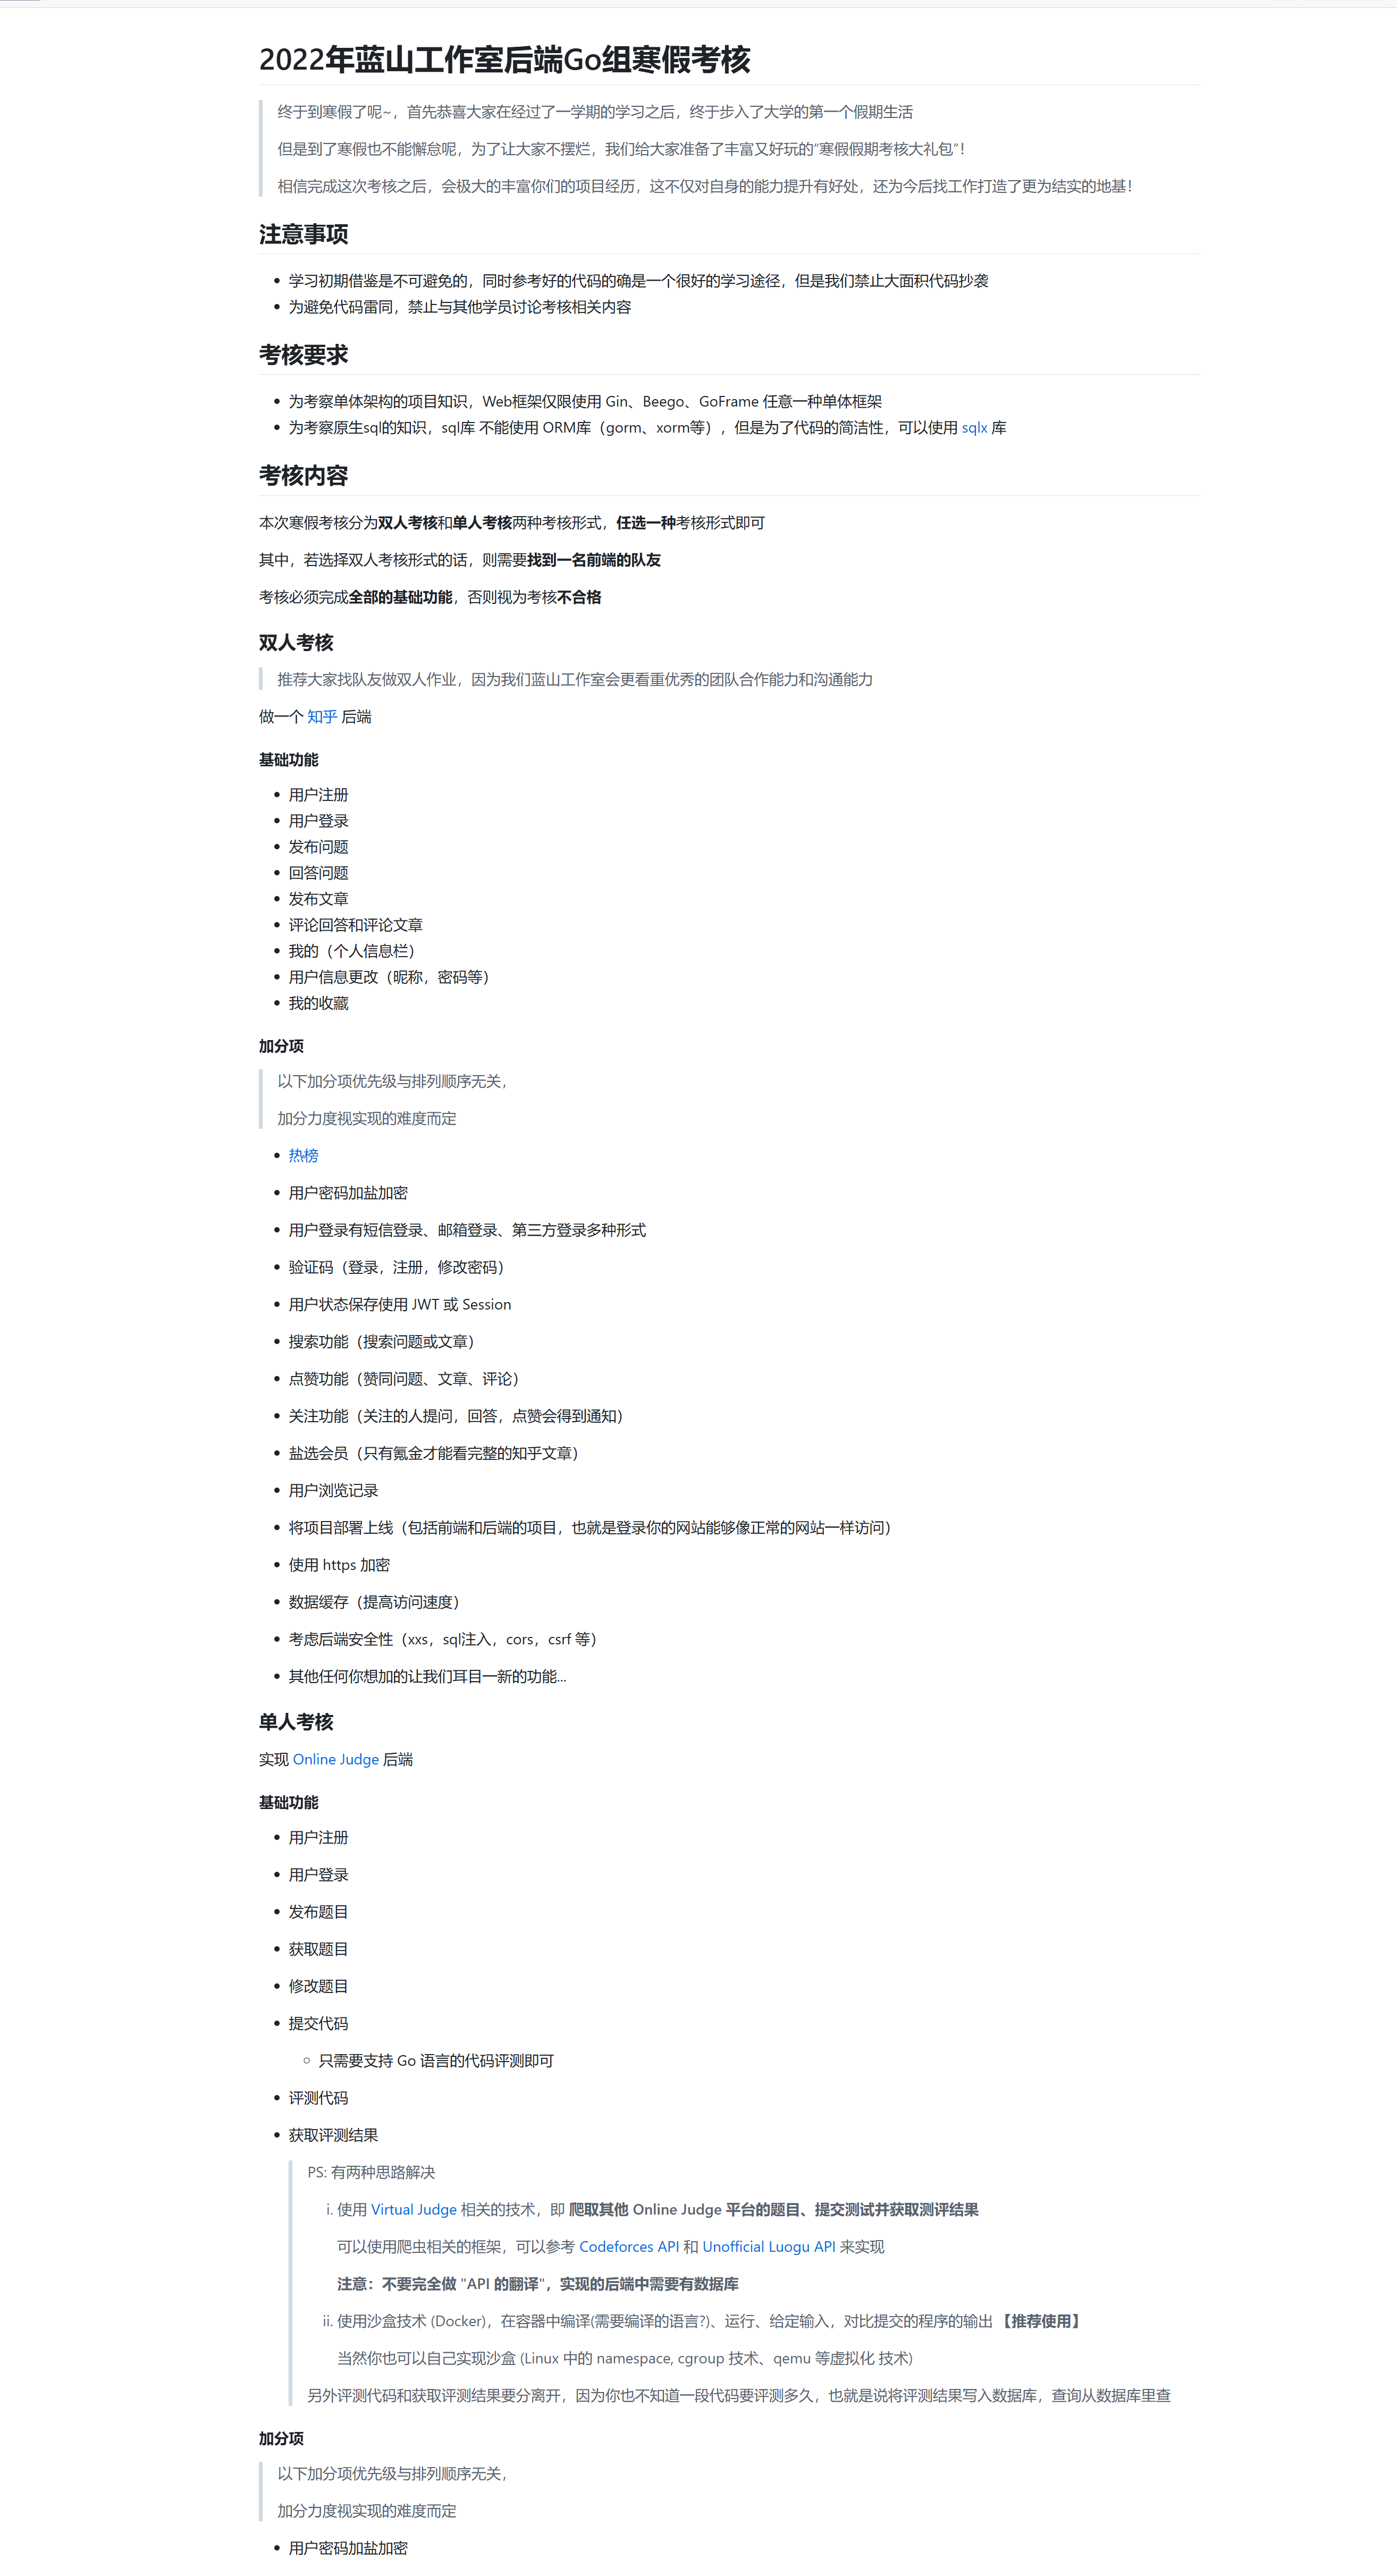 2022年蓝山工作室后端Go组寒假考核
终于到寒假了呢~，首先恭喜大家在经过了一学期的学习之后，终于步入了大学的第一个假期生活
但是到了寒假也不能懈怠呢，为了让大家不摆烂，我们给大家准备了丰富又好玩的“寒假假期考核大礼包”！
相信完成这次考核之后，会极大的丰富你们的项目经历，这不仅对自身的能力提升有好处，还为今后找工作打造了更为结实的地基！
注意事项
• 学习初期借鉴是不可避免的，同时参考好的代码的确是一个很好的学习途径，但是我们禁止大面积代码抄袭
• 为避免代码雷同，禁止与其他学员讨论考核相关内容
考核要求
• 为考察单体架构的项目知识，Web框架仅限使用 Gin、Beego、GoFrame 任意一种单体框架
• 为考察原生sql的知识，sql库 不能使用 ORM库（gorm、xorm等），但是为了代码的简洁性，可以使用 sqlx 库
考核内容
本次寒假考核分为双人考核和单人考核两种考核形式，任选一种考核形式即可
其中，若选择双人考核形式的话，则需要找到一名前端的队友
考核必须完成全部的基础功能，否则视为考核不合格
双人考核
推荐大家找队友做双人作业，因为我们蓝山工作室会更看重优秀的团队合作能力和沟通能力
做一个 知乎 后端
基础功能
• 用户注册
• 用户登录
• 发布问题
• 回答问题
• 发布文章
• 评论回答和评论文章
• 我的（个人信息栏）
• 用户信息更改（昵称，密码等）
• 我的收藏
加分项
以下加分项优先级与排列顺序无关，
加分力度视实现的难度而定
• 热榜
• 用户密码加盐加密
• 用户登录有短信登录、邮箱登录、第三方登录多种形式
• 验证码（登录，注册，修改密码）
• 用户状态保存使用 JWT 或 Session
• 搜索功能（搜索问题或文章）
• 点赞功能（赞同问题、文章、评论）
• 关注功能（关注的人提问，回答，点赞会得到通知）
• 盐选会员（只有氪金才能看完整的知乎文章）
• 用户浏览记录
• 将项目部署上线（包括前端和后端的项目，也就是登录你的网站能够像正常的网站一样访问）
• 使用 https 加密
• 数据缓存（提高访问速度）
• 考虑后端安全性（xxs，sql注入，cors，csrf 等）
• 其他任何你想加的让我们耳目一新的功能...
单人考核
实现 Online Judge 后端
基础功能
• 用户注册
• 用户登录
• 发布题目
• 获取题目
• 修改题目
• 提交代码
◦ 只需要支持 Go 语言的代码评测即可
• 评测代码
• 获取评测结果
PS: 有两种思路解决
i. 使用 Virtual Judge 相关的技术，即 爬取其他 Online Judge 平台的题目、提交测试并获取测评结果
可以使用爬虫相关的框架，可以参考 Codeforces API 和 Unofficial Luogu API 来实现
注意：不要完全做 "API 的翻译"，实现的后端中需要有数据库
ii. 使用沙盒技术 (Docker)，在容器中编译(需要编译的语言?)、运行、给定输入，对比提交的程序的输出 【推荐使用】
当然你也可以自己实现沙盒 (Linux 中的 namespace, cgroup 技术、qemu 等虚拟化 技术)
另外评测代码和获取评测结果要分离开，因为你也不知道一段代码要评测多久，也就是说将评测结果写入数据库，查询从数据库里查
加分项
以下加分项优先级与排列顺序无关，
加分力度视实现的难度而定
• 用户密码加盐加密